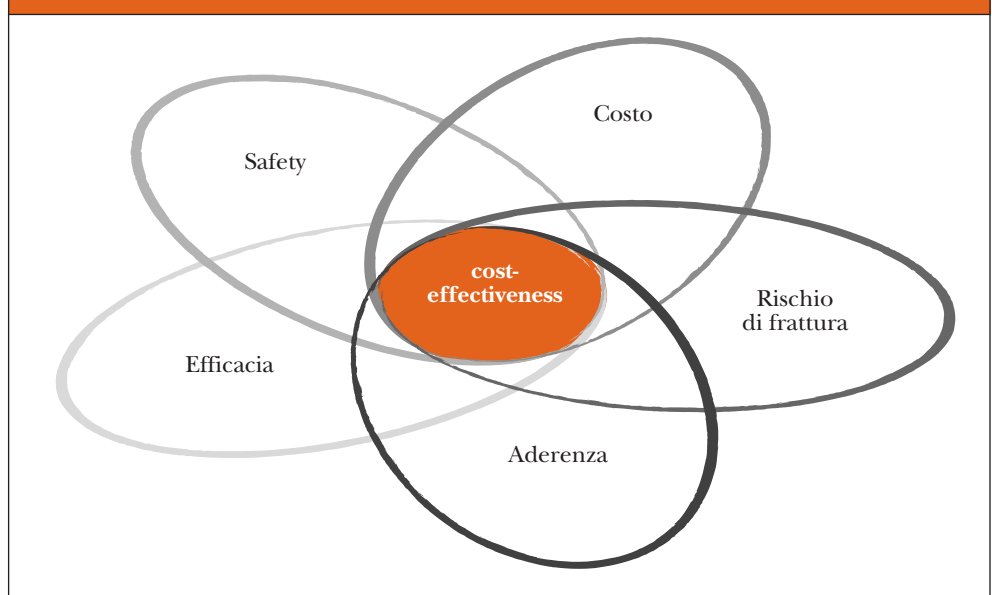 Costo
Safety
cost-
effectiveness
Rischio
di frattura
Efficacia
Aderenza